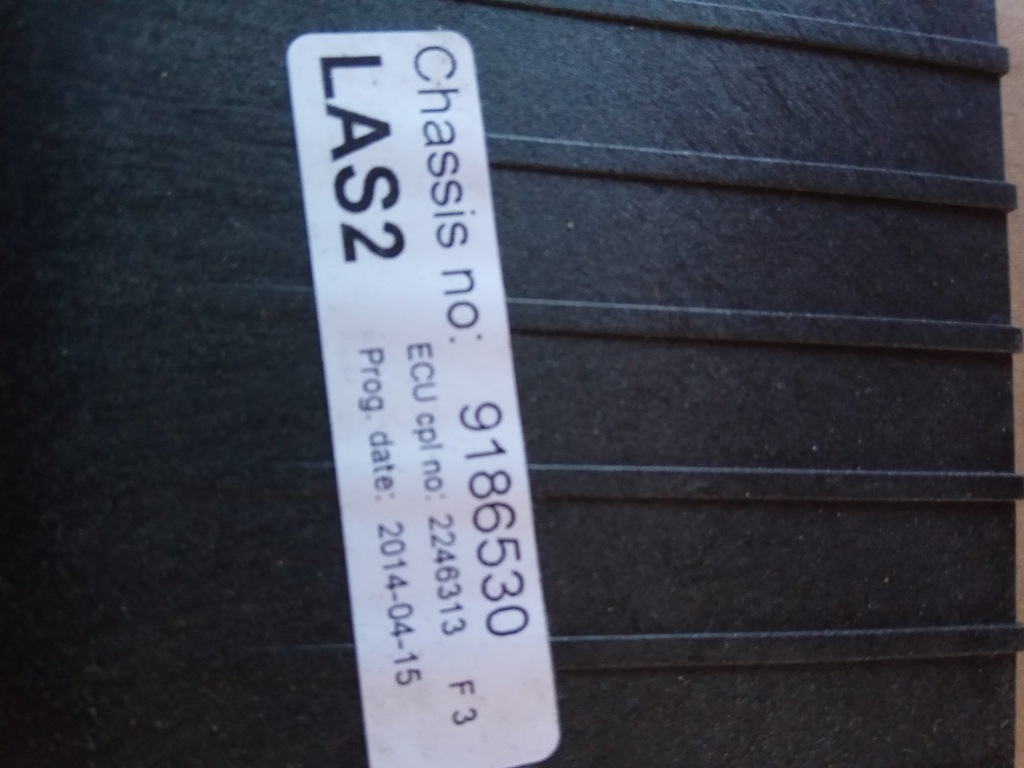 Chassis no: 9186530
LAS2
ECU cpl no: 2246313 F 3
Prog. date: 2014-04-15